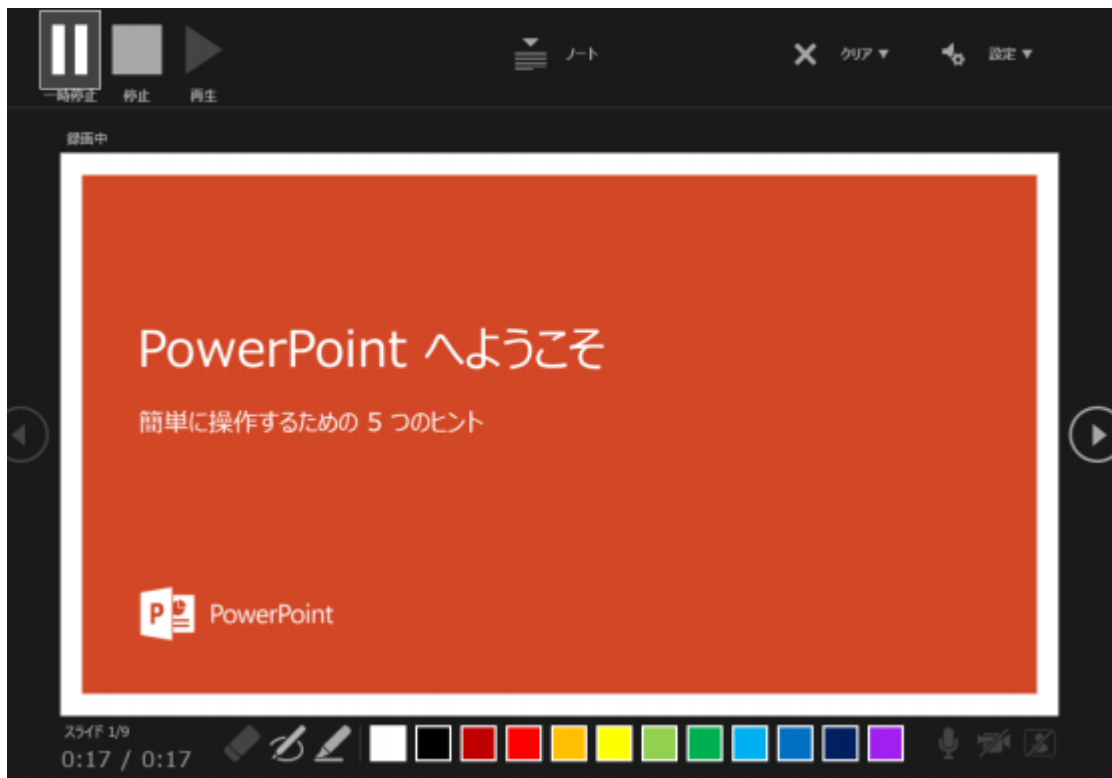 一時停止 停止 再生
ノート
クリア ▼
設定 ▼
録画中
PowerPoint へようこそ
簡単に操作するための 5 つのヒント
P PowerPoint
スライド 1/9
0:17 / 0:17